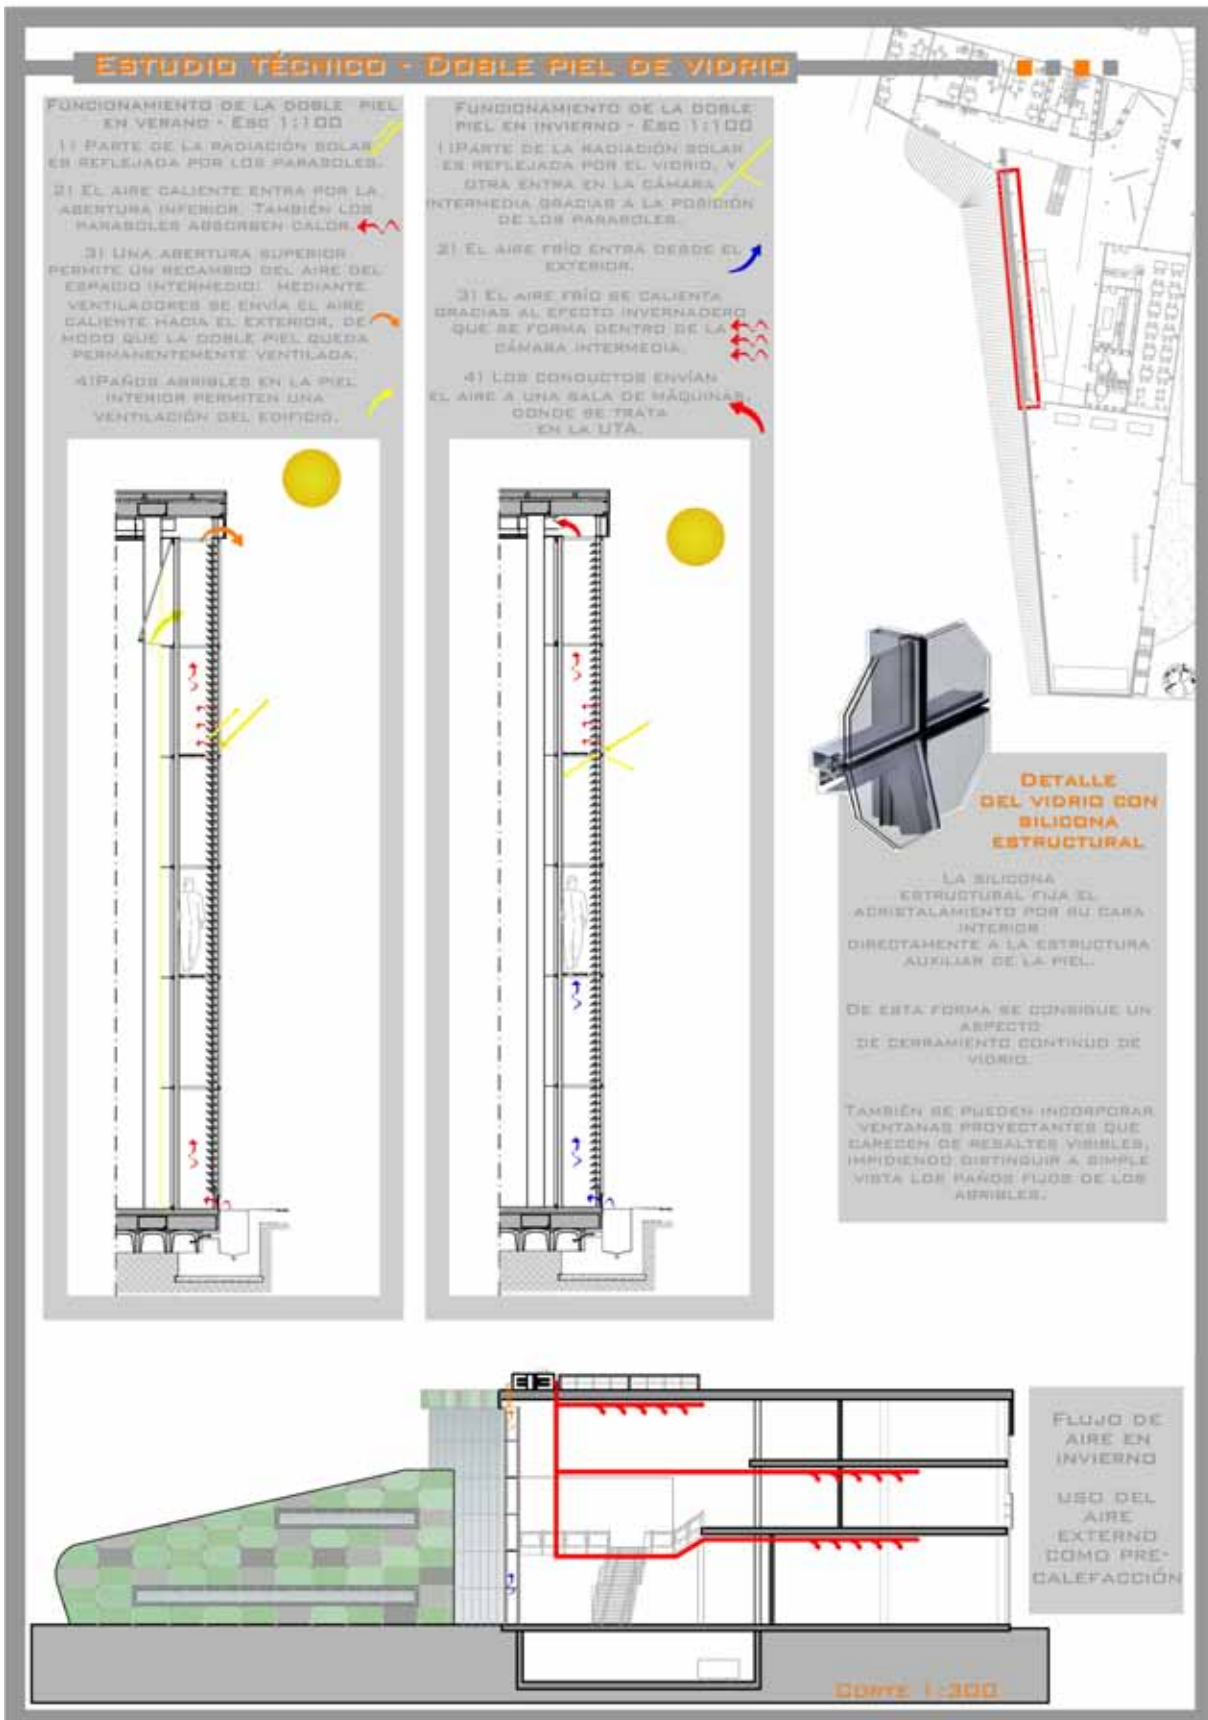 ESTUDIO TÉCNICO - DOBLE PIEL DE VIDRIO
FUNCIONAMIENTO DE LA DOBLE PIEL
EN VERANO - ESC 1:100
1) PARTE DE LA RADIACIÓN SOLAR
ES REFLEJADA POR LOS PARASOLES.
2) EL AIRE CALIENTE ENTRA POR LA
ABERTURA INFERIOR. TAMBIÉN LOS
PARASOLES ABSORBEN CALOR.
3) UNA ABERTURA SUPERIOR
PERMITE UN RECAMBIO DEL AIRE DEL
ESPACIO INTERMEDIO: MEDIANTE
VENTILADORES SE ENVÍA EL AIRE
CALIENTE HACIA EL EXTERIOR, DE
MODO QUE LA DOBLE PIEL QUEDA
PERMANENTEMENTE VENTILADA.
4)PAÑOS ABRIBLES EN LA PIEL
INTERIOR PERMITEN UNA
VENTILACIÓN DEL EDIFICIO.
FUNCIONAMIENTO DE LA DOBLE
PIEL EN INVIERNO - ESC 1:100
1)PARTE DE LA RADIACIÓN SOLAR
ES REFLEJADA POR EL VIDRIO, Y
OTRA ENTRA EN LA CÁMARA
INTERMEDIA GRACIAS A LA POSICIÓN
DE LOS PARASOLES.
2) EL AIRE FRÍO ENTRA DESDE EL
EXTERIOR.
3) EL AIRE FRÍO SE CALIENTA
GRACIAS AL EFECTO INVERNADERO
QUE SE FORMA DENTRO DE LA
CÁMARA INTERMEDIA.
4) LOS CONDUCTOS ENVÍAN
EL AIRE A UNA SALA DE MÁQUINAS,
DONDE SE TRATA
EN LA UTA.
DETALLE
DEL VIDRIO CON
SILICONA
ESTRUCTURAL
LA SILICONA
ESTRUCTURAL FIJA EL
ACRISTALAMIENTO POR SU CARA
INTERIOR
DIRECTAMENTE A LA ESTRUCTURA
AUXILIAR DE LA PIEL.
DE ESTA FORMA SE CONSIGUE UN
ASPECTO
DE CERRAMIENTO CONTINUO DE
VIDRIO.
TAMBIÉN SE PUEDEN INCORPORAR
VENTANAS PROYECTANTES QUE
CARECEN DE RESALTES VISIBLES,
IMPIDIENDO DISTINGUIR A SIMPLE
VISTA LOS PAÑOS FIJOS DE LOS
ABRIBLES.
FLUJO DE
AIRE EN
INVIERNO
USO DEL
AIRE
EXTERNO
COMO PRE-
CALEFACCIÓN
CORTE 1:300